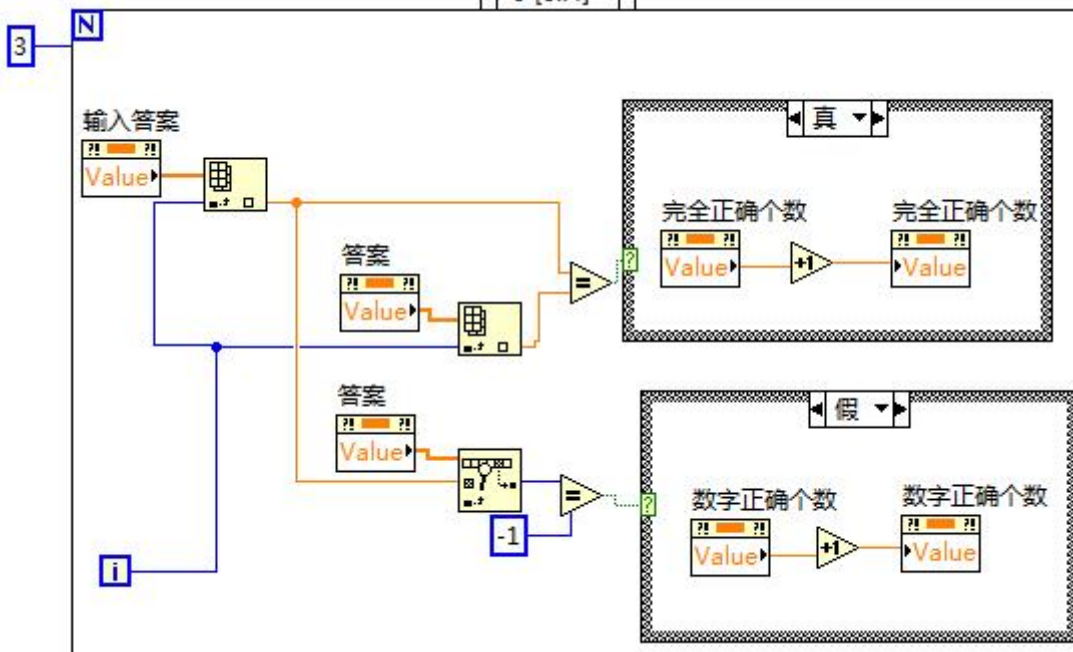 N
3
输入答案
Value
真
完全正确个数
完全正确个数
Value
+1
Value
答案
Value
=
?
答案
Value
假
=
?
-1
数字正确个数
数字正确个数
Value
+1
Value
i